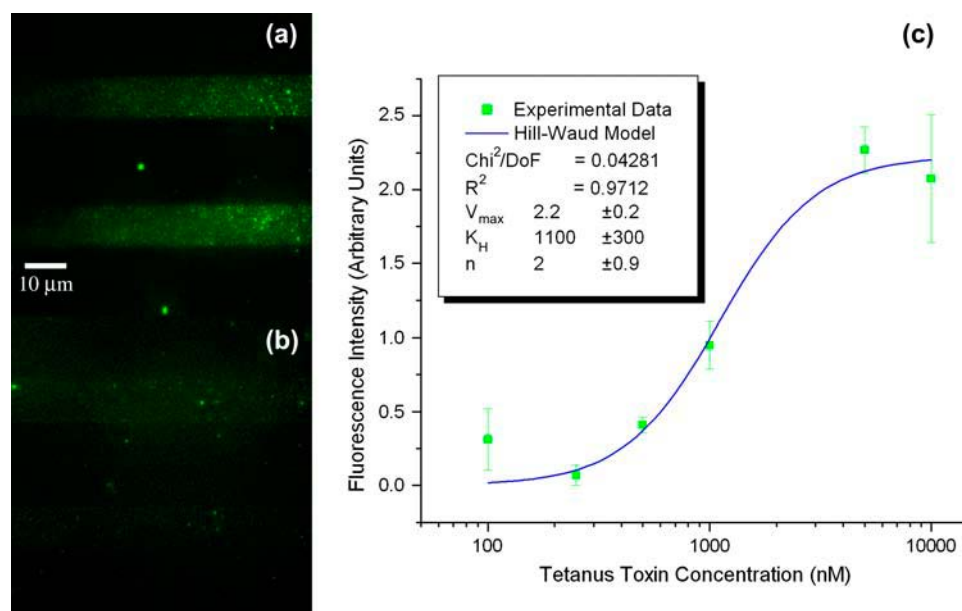 (a)
10 µm
(b)
(c)
Experimental Data
Hill-Waud Model
Chi²/DoF = 0.04281
R² = 0.9712
Vmax 2.2 ±0.2
KH 1100 ±300
n 2 ±0.9
Fluorescence Intensity (Arbitrary Units)
2.5
2.0
1.5
1.0
0.5
0.0
100 1000 10000
Tetanus Toxin Concentration (nM)